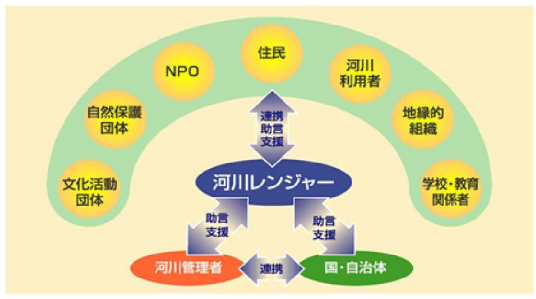 住民
NPO
河川
利用者
自然保護
団体
地縁的
組織
文化活動
団体
学校・教育
関係者
連携
助言
支援
河川レンジャー
助言
支援
助言
支援
河川管理者
連携
国・自治体